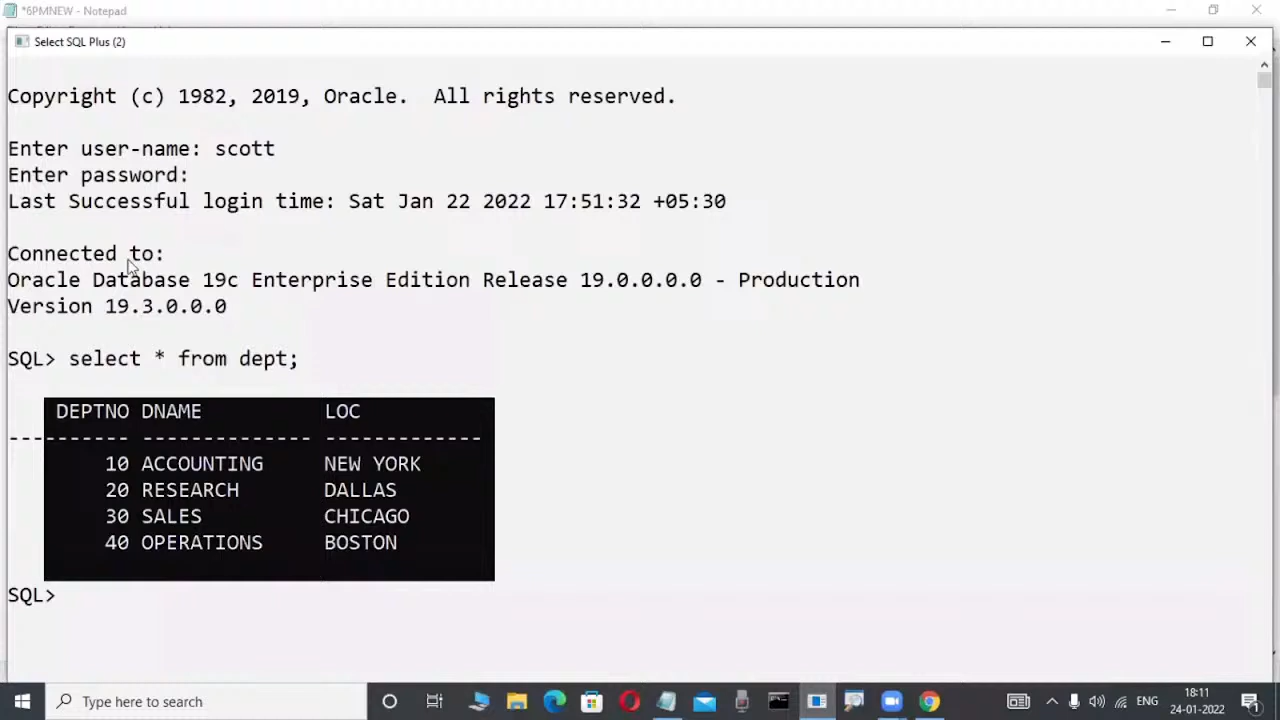 *6PMNEW - Notepad
Select SQL Plus (2)
Copyright (c) 1982, 2019, Oracle.  All rights reserved.
Enter user-name: scott
Enter password:
Last Successful login time: Sat Jan 22 2022 17:51:32 +05:30
Connected to:
Oracle Database 19c Enterprise Edition Release 19.0.0.0.0 - Production
Version 19.3.0.0.0
SQL> select * from dept;
    DEPTNO DNAME          LOC
---------- -------------- -------------
        10 ACCOUNTING     NEW YORK
        20 RESEARCH       DALLAS
        30 SALES          CHICAGO
        40 OPERATIONS     BOSTON
SQL>
Type here to search
ENG
18:11
24-01-2022
1